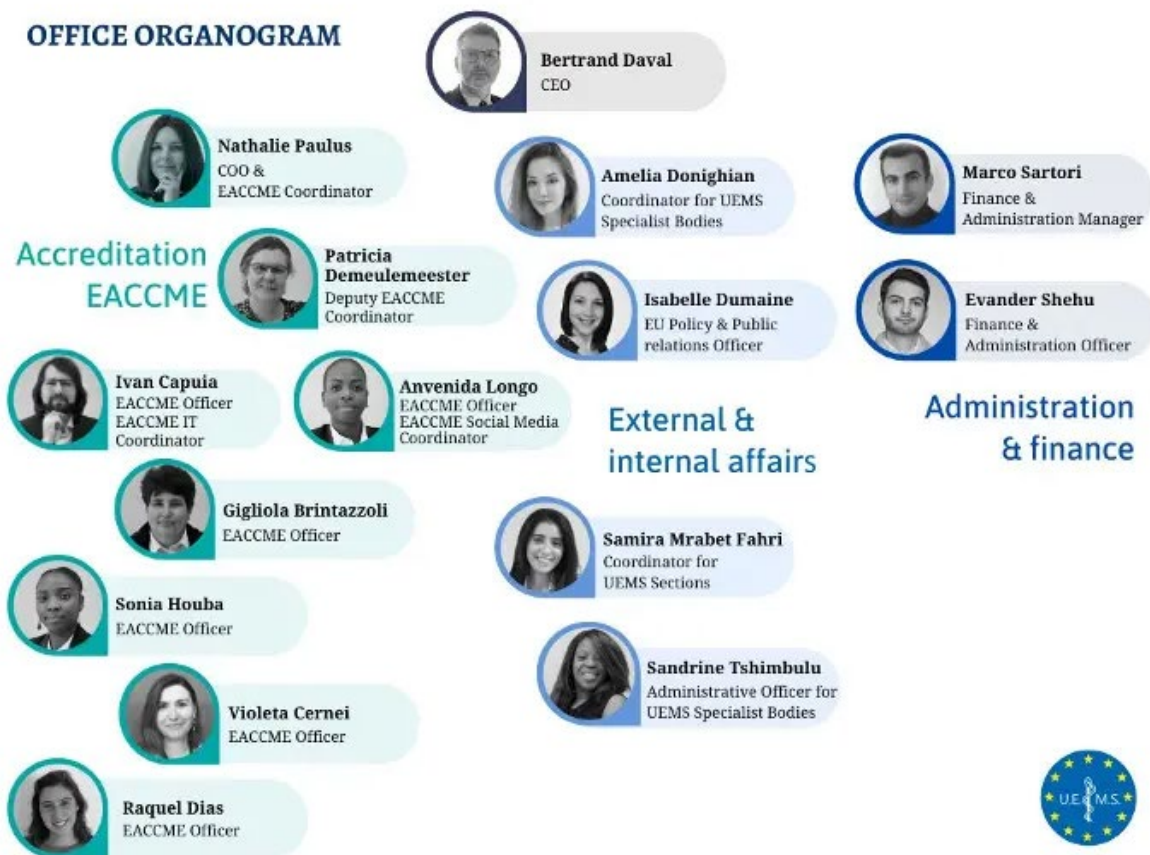 OFFICE ORGANOGRAM
Bertrand Daval
CEO
Nathalie Paulus
COO &
EACCME Coordinator
Amelia Donighian
Coordinator for UEMS
Specialist Bodies
Marco Sartori
Finance &
Administration Manager
Accreditation
EACCME
Patricia
Demeulemeester
Deputy EACCME
Coordinator
Isabelle Dumaine
EU Policy & Public
relations Officer
Evander Shehu
Finance &
Administration Officer
Ivan Capuia
EACCME Officer
EACCME IT
Coordinator
Anvenida Longo
EACCME Officer
EACCME Social Media
Coordinator
External &
internal affairs
Administration
& finance
Gigliola Brintazzoli
EACCME Officer
Samira Mrabet Fahri
Coordinator for
UEMS Sections
Sonia Houba
EACCME Officer
Sandrine Tshimbulu
Administrative Officer for
UEMS Specialist Bodies
Violeta Cernei
EACCME Officer
Raquel Dias
EACCME Officer
U.E.M.S.